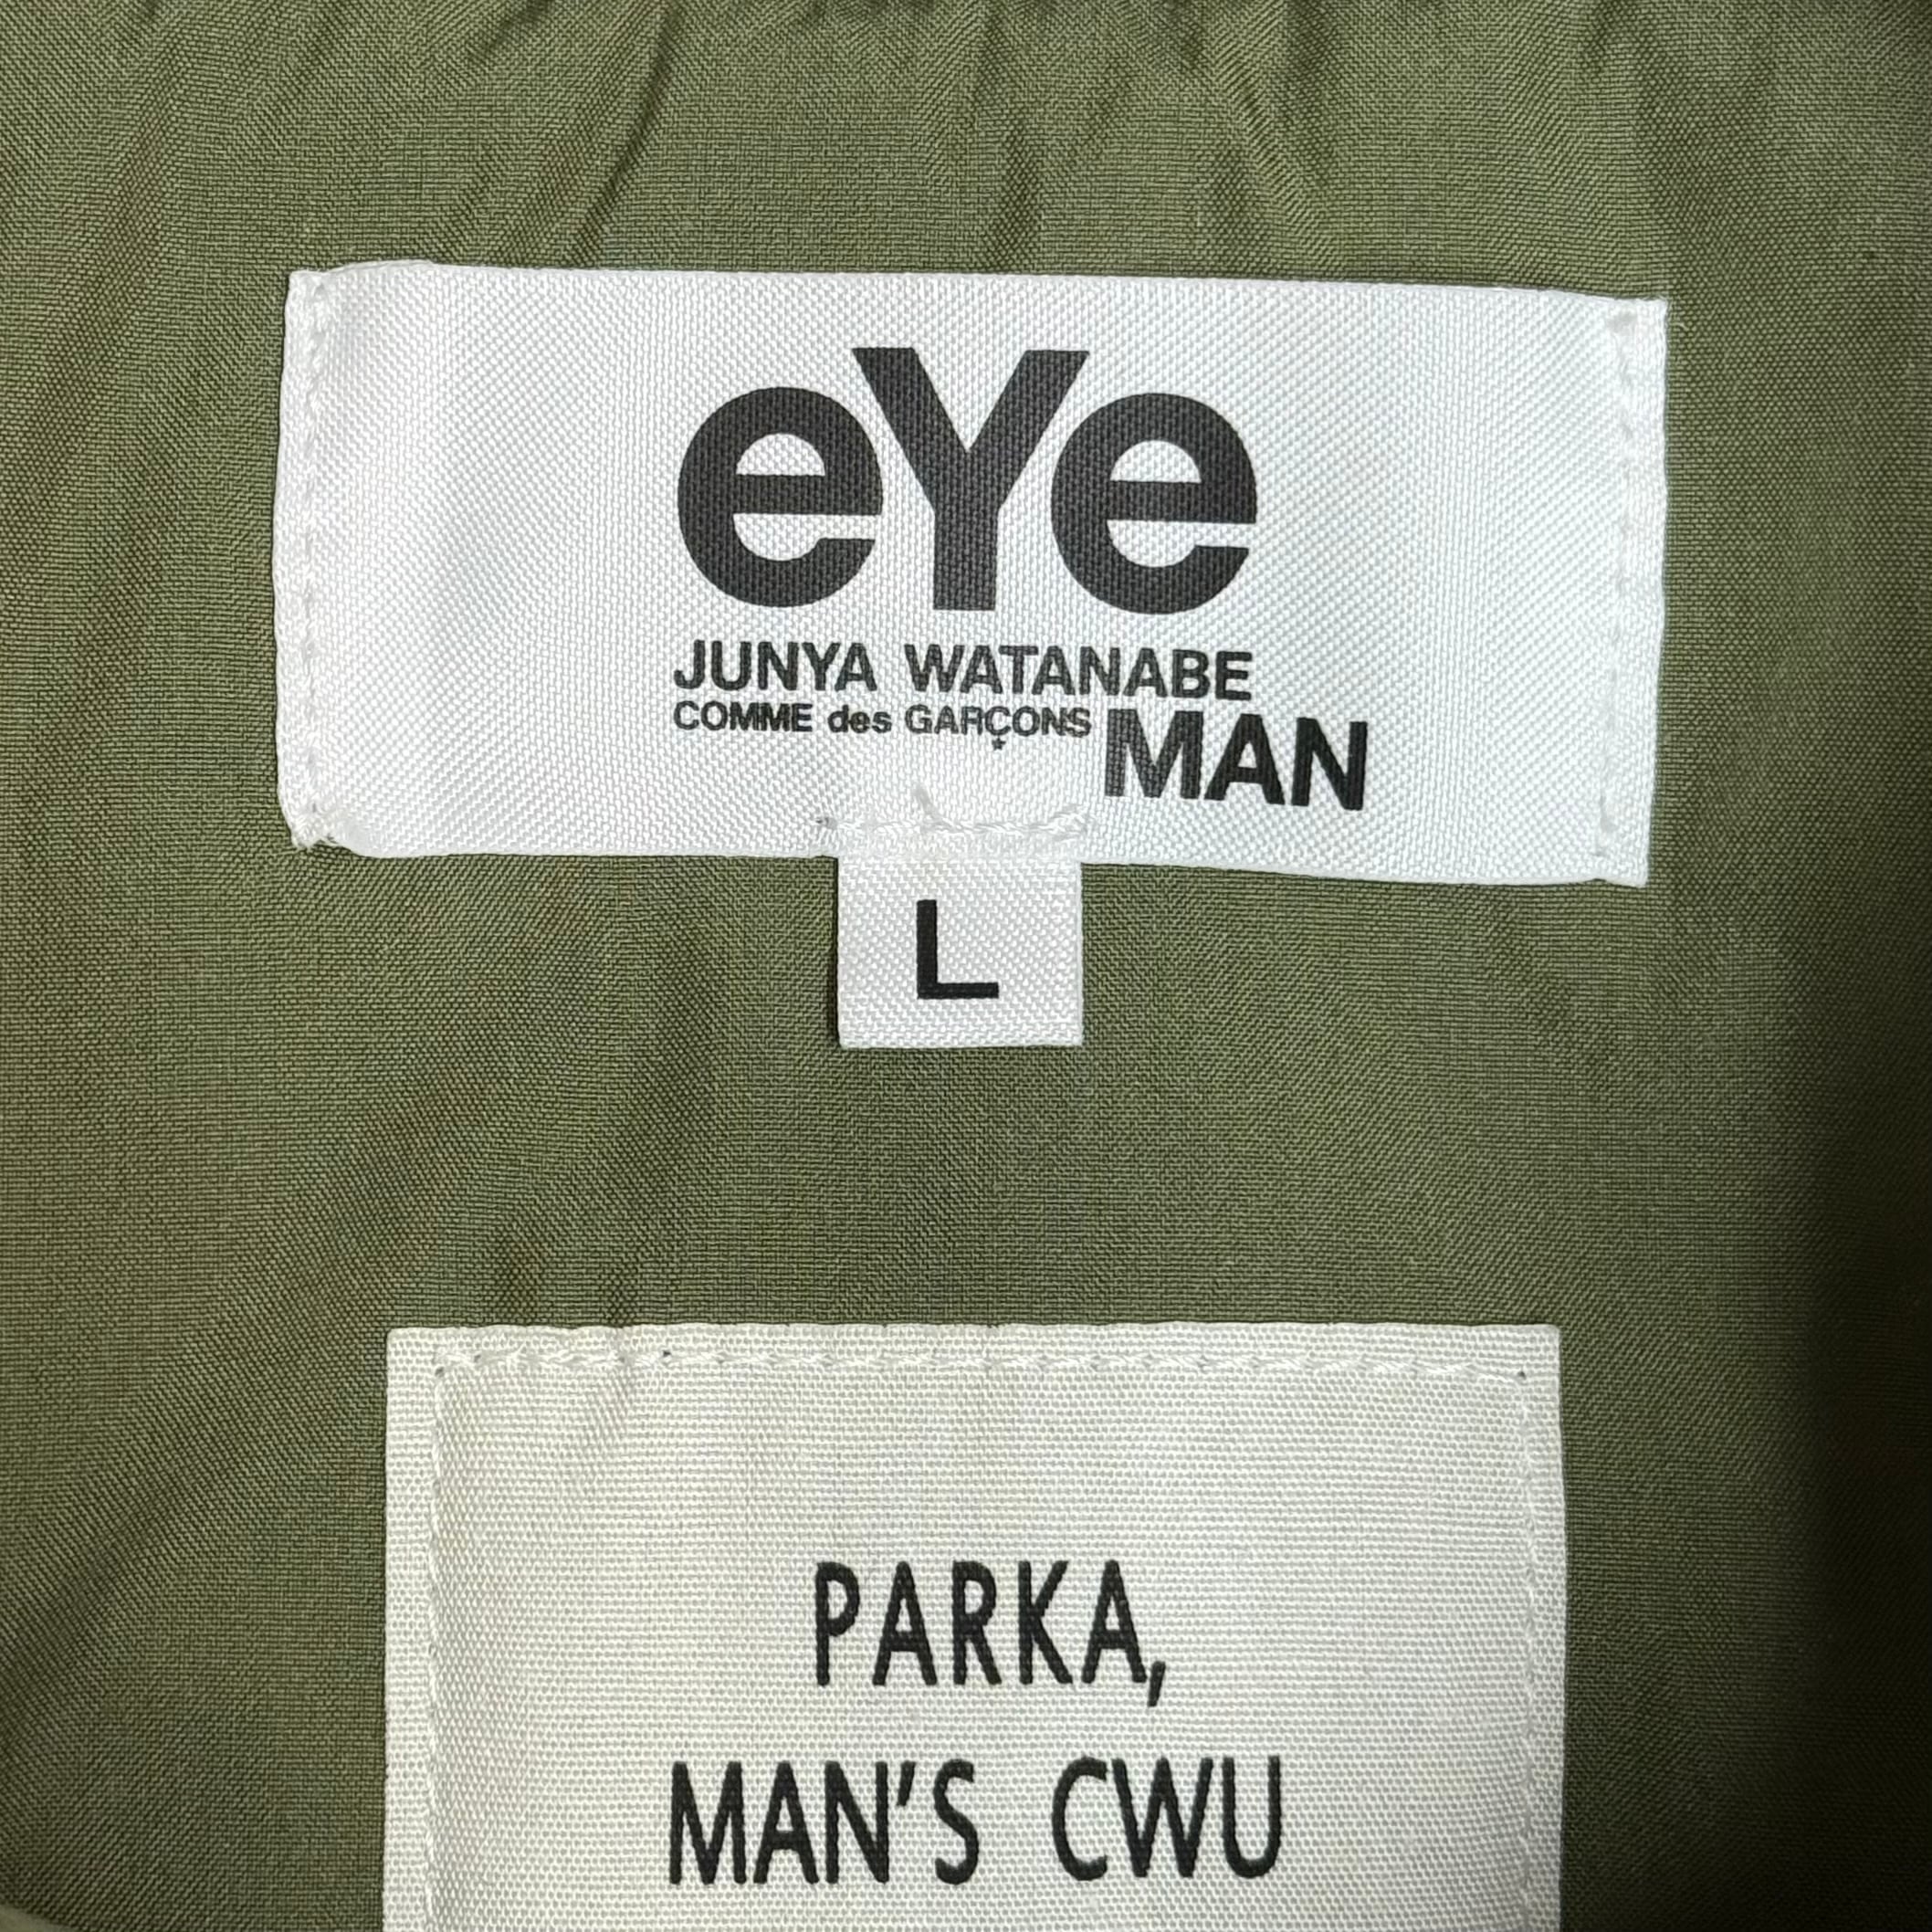 eYe
JUNYA WATANABE
COMME des GARÇONS MAN
L
PARKA,
MAN'S CWU